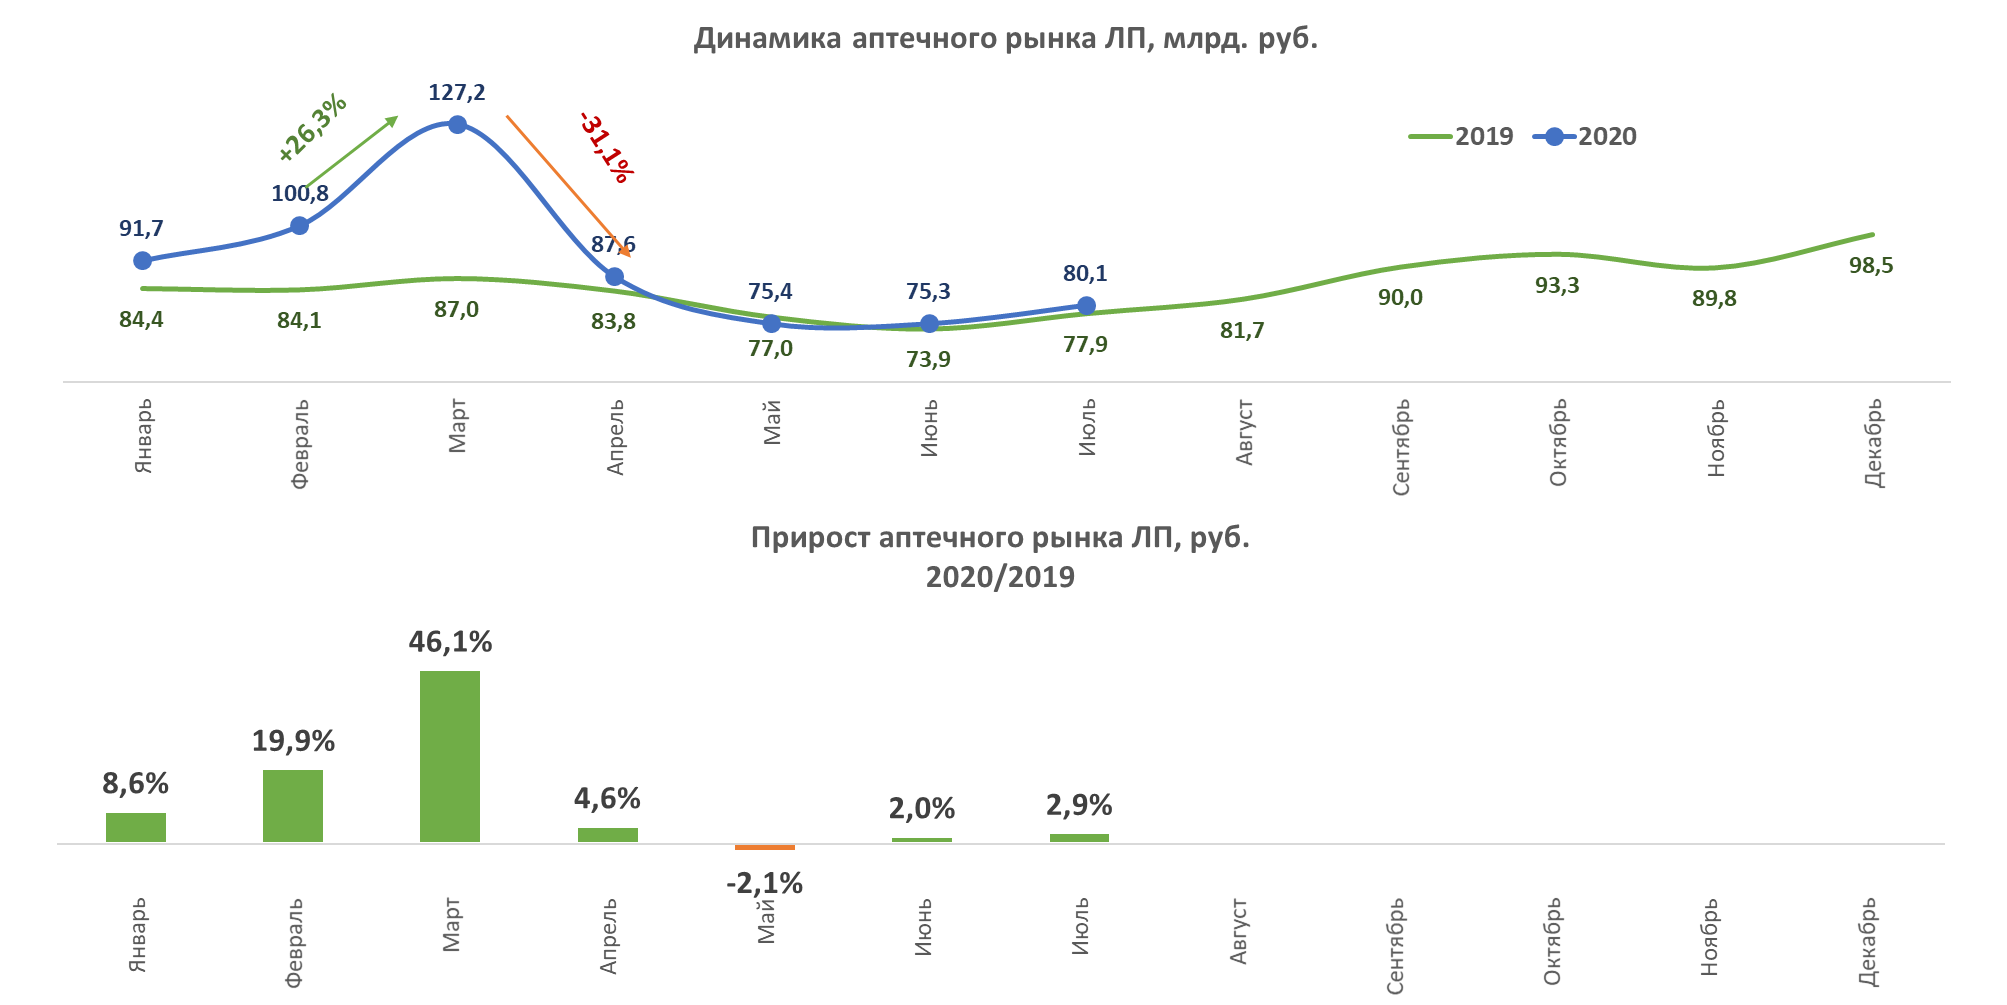 Динамика аптечного рынка ЛП, млрд. руб.
+26,3%
-31,1%
2019 2020
91,7 100,8 127,2 87,6 75,4 75,3 80,1
84,4 84,1 87,0 83,8 77,0 73,9 77,9 81,7 90,0 93,3 89,8 98,5
Январь Февраль Март Апрель Май Июнь Июль Август Сентябрь Октябрь Ноябрь Декабрь
Прирост аптечного рынка ЛП, руб.
2020/2019
8,6% 19,9% 46,1% 4,6% -2,1% 2,0% 2,9%
Январь Февраль Март Апрель Май Июнь Июль Август Сентябрь Октябрь Ноябрь Декабрь